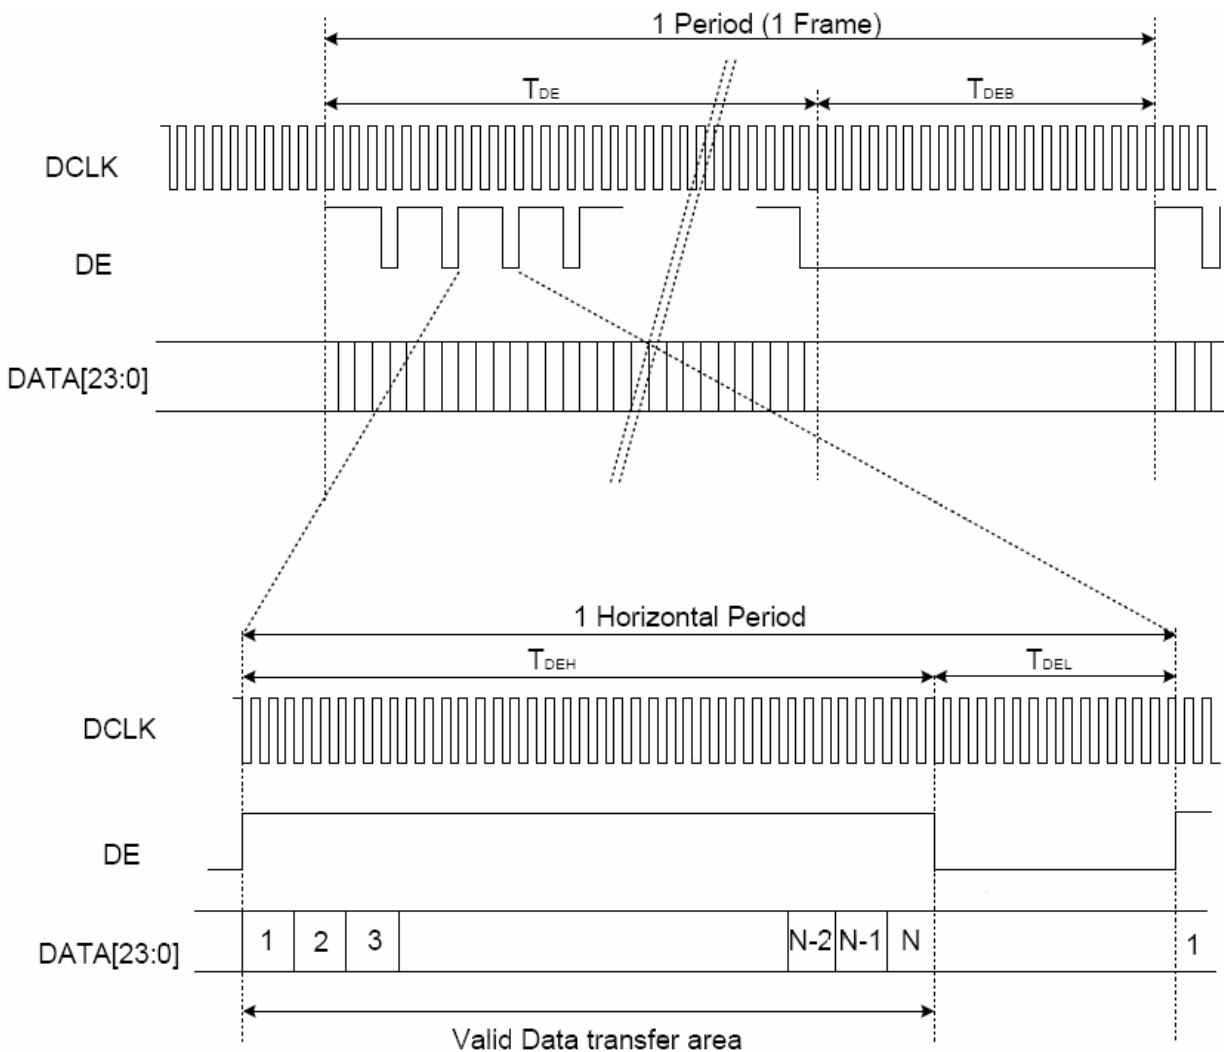 1 Period (1 Frame)
TDE
TDEB
DCLK
DE
DATA[23:0]
1 Horizontal Period
TDEH
TDEL
DCLK
DE
DATA[23:0]
1 2 3 N-2 N-1 N 1
Valid Data transfer area